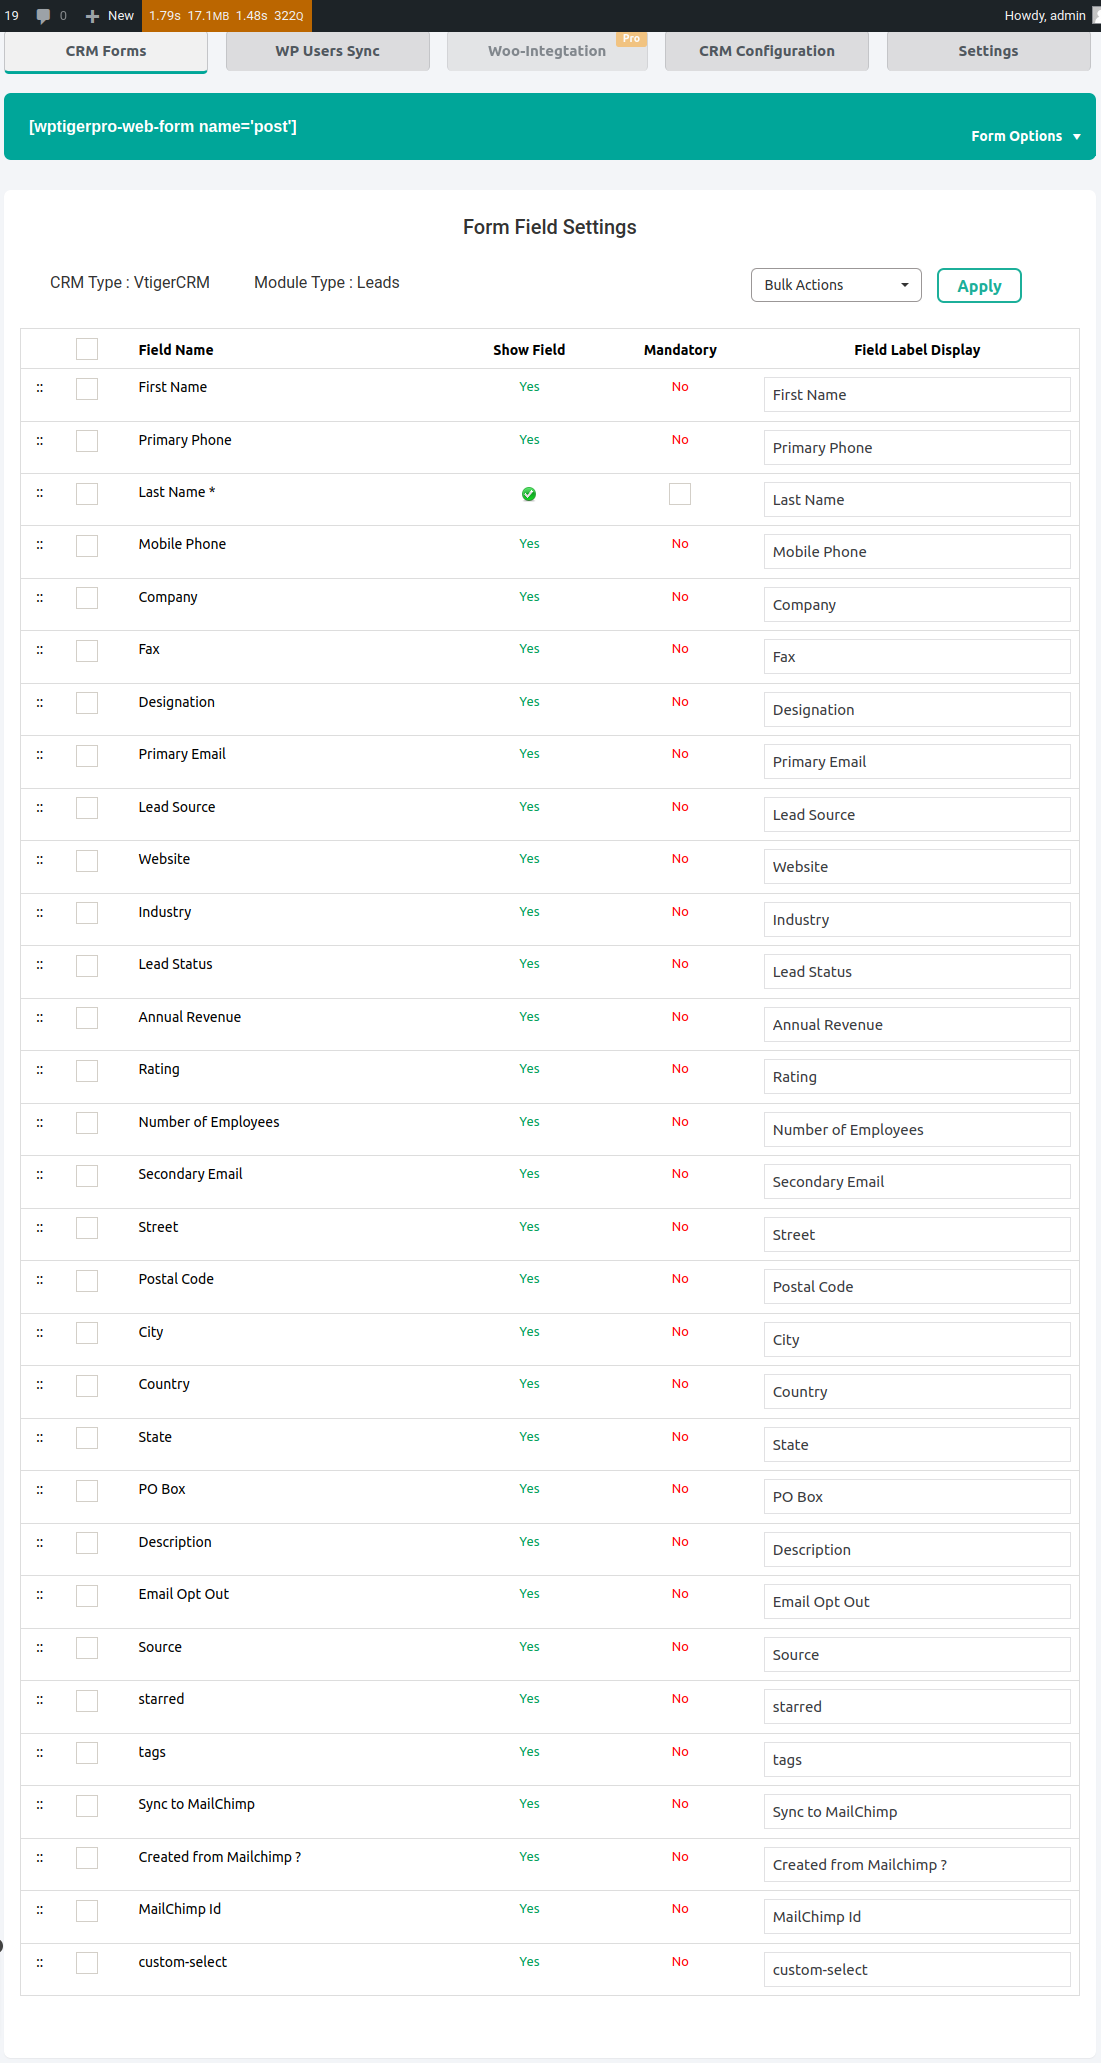 19 0 New 1.79s 17.1MB 1.48s 322Q Howdy, admin
CRM Forms WP Users Sync Woo-Integtation Pro CRM Configuration Settings
[wptigerpro-web-form name='post']
Form Options
Form Field Settings
CRM Type : VtigerCRM Module Type : Leads Bulk Actions Apply
Field Name Show Field Mandatory Field Label Display
:: First Name Yes No First Name
:: Primary Phone Yes No Primary Phone
:: Last Name * Last Name
:: Mobile Phone Yes No Mobile Phone
:: Company Yes No Company
:: Fax Yes No Fax
:: Designation Yes No Designation
:: Primary Email Yes No Primary Email
:: Lead Source Yes No Lead Source
:: Website Yes No Website
:: Industry Yes No Industry
:: Lead Status Yes No Lead Status
:: Annual Revenue Yes No Annual Revenue
:: Rating Yes No Rating
:: Number of Employees Yes No Number of Employees
:: Secondary Email Yes No Secondary Email
:: Street Yes No Street
:: Postal Code Yes No Postal Code
:: City Yes No City
:: Country Yes No Country
:: State Yes No State
:: PO Box Yes No PO Box
:: Description Yes No Description
:: Email Opt Out Yes No Email Opt Out
:: Source Yes No Source
:: starred Yes No starred
:: tags Yes No tags
:: Sync to MailChimp Yes No Sync to MailChimp
:: Created from Mailchimp ? Yes No Created from Mailchimp ?
:: MailChimp Id Yes No MailChimp Id
:: custom-select Yes No custom-select